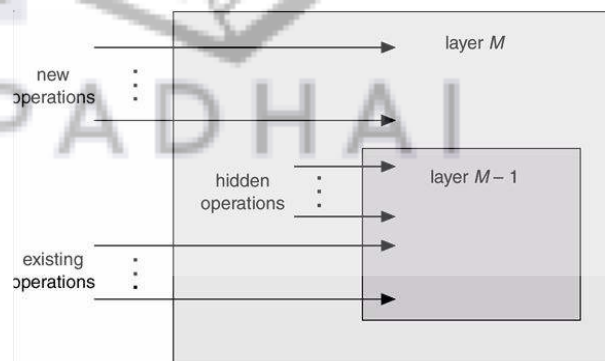 layer M
new
operations
PADHAI
hidden
operations
layer M – 1
existing
operations